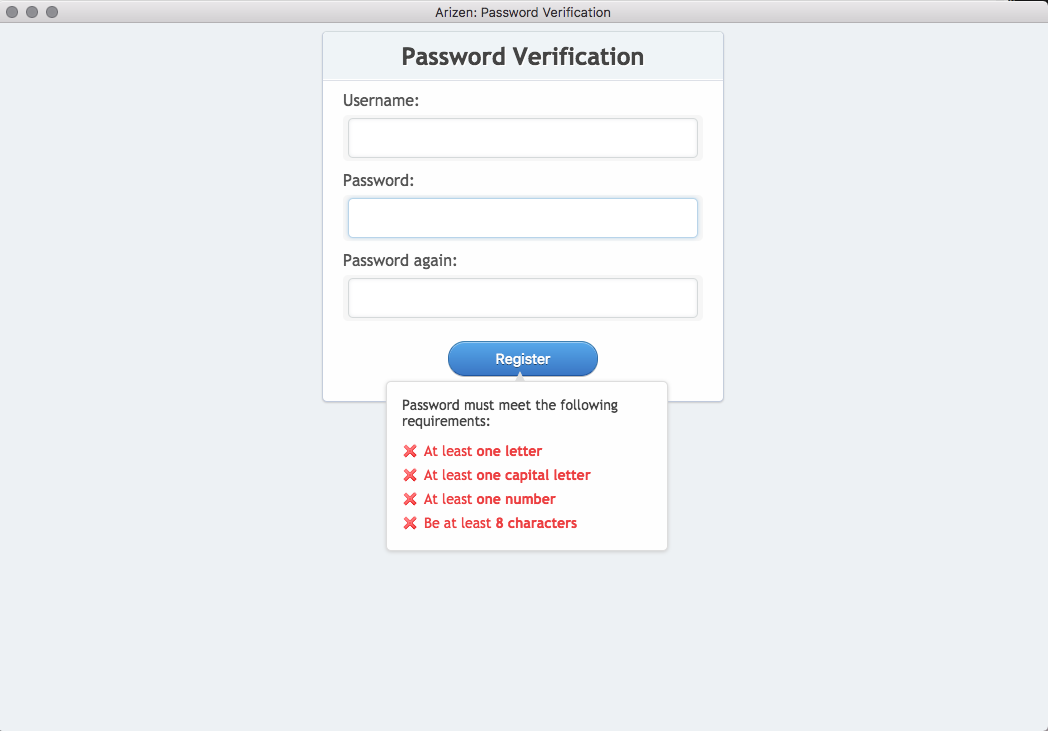 Arizen: Password Verification
Password Verification
Username:
Password:
Password again:
Register
Password must meet the following
requirements:
At least one letter
At least one capital letter
At least one number
Be at least 8 characters